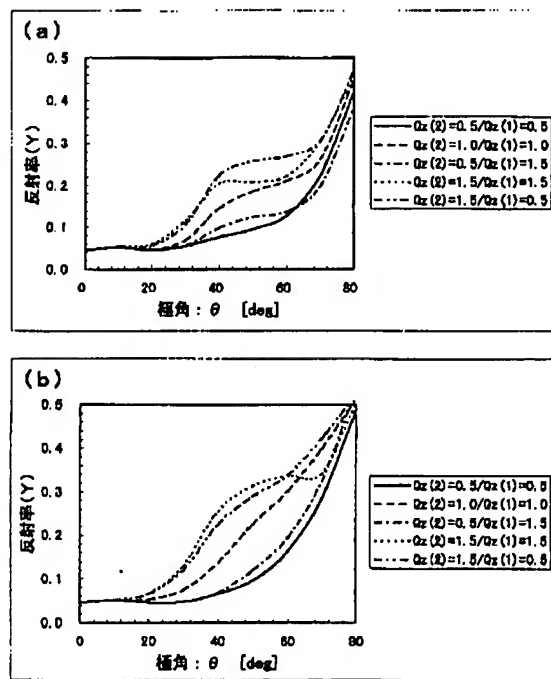 (a)
0.5
0.4
0.3
0.2
0.1
0.0
反射率(Y)
0 20 40 60 80
極角：θ [deg]
Qz(2)=0.5/Qz(1)=0.5
Qz(2)=1.0/Qz(1)=1.0
Qz(2)=0.5/Qz(1)=1.5
Qz(2)=1.5/Qz(1)=1.5
Qz(2)=1.5/Qz(1)=0.5
(b)
0.5
0.4
0.3
0.2
0.1
0.0
反射率(Y)
0 20 40 60 80
極角：θ [deg]
Qz(2)=0.5/Qz(1)=0.5
Qz(2)=1.0/Qz(1)=1.0
Qz(2)=0.5/Qz(1)=1.5
Qz(2)=1.5/Qz(1)=1.5
Qz(2)=1.5/Qz(1)=0.5